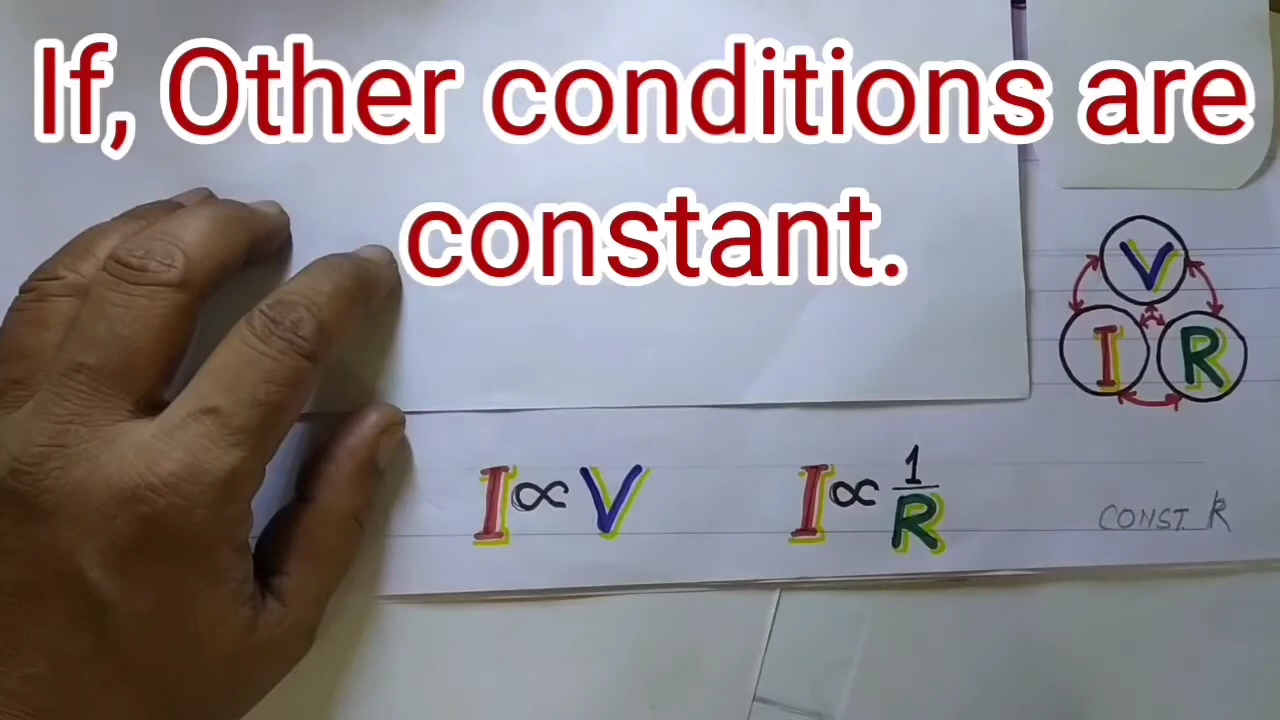 If, Other conditions are
constant.
V
I R
I ∝ V I ∝ 1/R
CONST. K